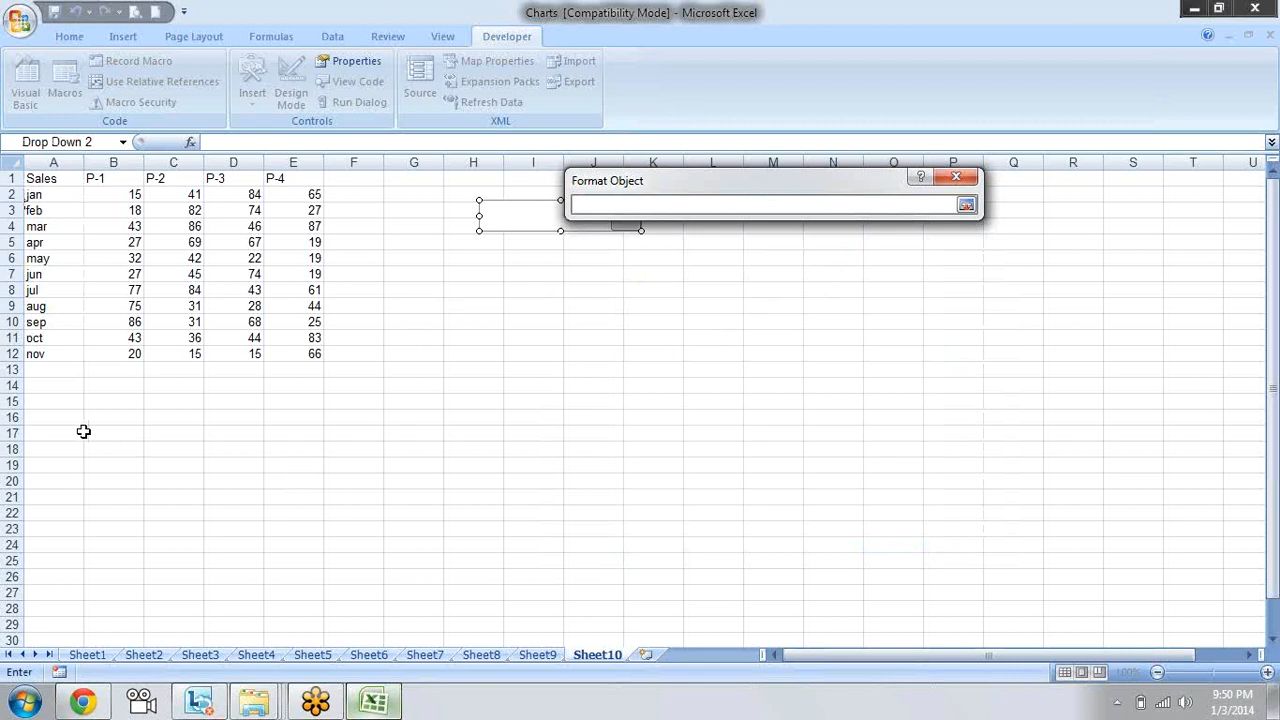 Charts [Compatibility Mode] - Microsoft Excel
Home Insert Page Layout Formulas Data Review View Developer
Visual Basic
Macros
Record Macro
Use Relative References
Macro Security
Code
Insert
Design Mode
Properties
View Code
Run Dialog
Controls
Source
Map Properties
Expansion Packs
Refresh Data
Import
Export
XML
Drop Down 2 fx
A B C D E F G H I J K L M N O P Q R S T U
1 Sales P-1 P-2 P-3 P-4
2 jan 15 41 84 65
3 feb 18 82 74 27
4 mar 43 86 46 87
5 apr 27 69 67 19
6 may 32 42 22 19
7 jun 27 45 74 19
8 jul 77 84 43 61
9 aug 75 31 28 44
10 sep 86 31 68 25
11 oct 43 36 44 83
12 nov 20 15 15 66
13
14
15
16
17
18
19
20
21
22
23
24
25
26
27
28
29
30
Format Object
Sheet1 Sheet2 Sheet3 Sheet4 Sheet5 Sheet6 Sheet7 Sheet8 Sheet9 Sheet10
Enter 100%
9:50 PM
1/3/2014